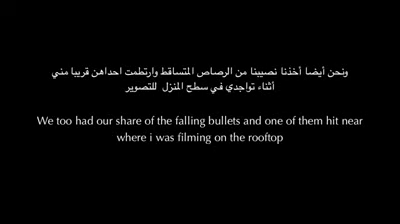 ونحن أيضا أخذنا نصيبنا من الرصاص المتساقط وارتطمت احداهن قريبا مني
أثناء تواجدي في سطح المنزل للتصوير
We too had our share of the falling bullets and one of them hit near
where i was filming on the rooftop